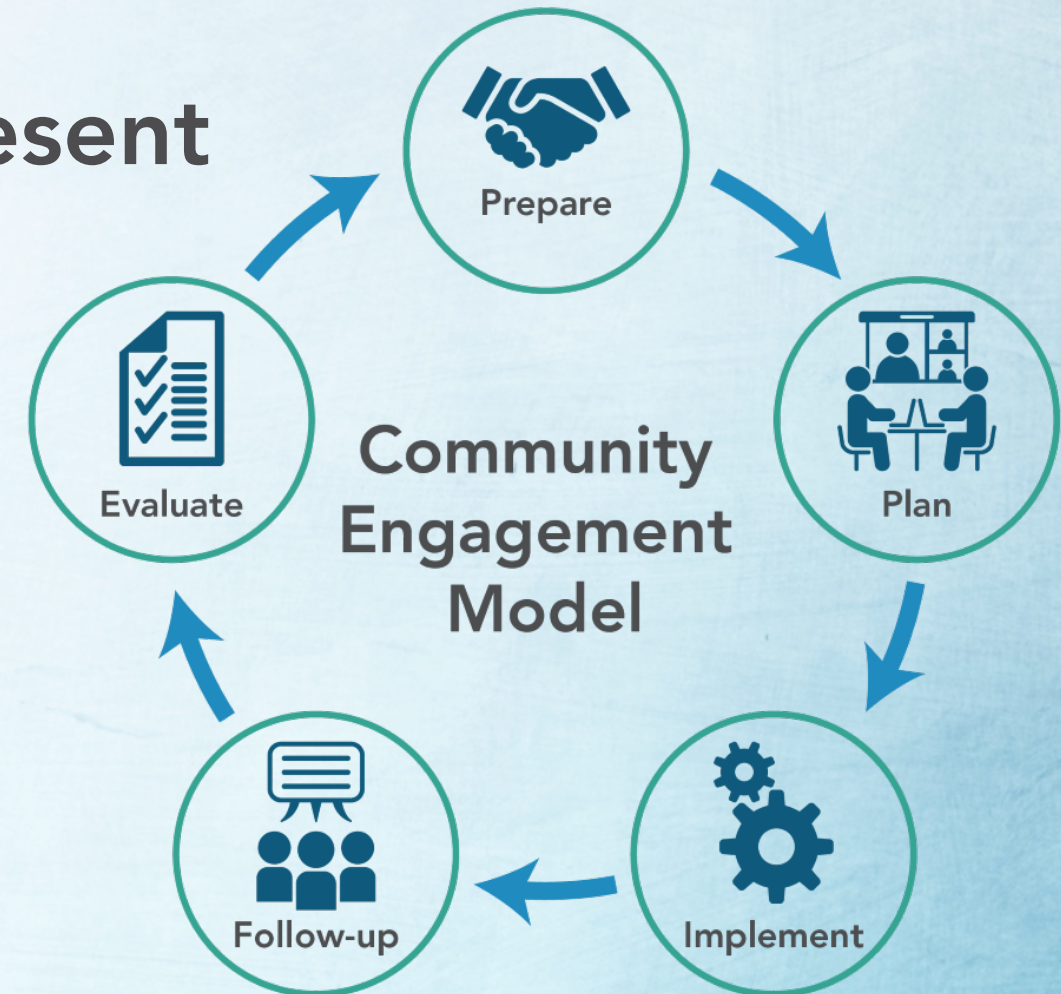 esent
Prepare
Plan
Implement
Follow-up
Evaluate
Community
Engagement
Model